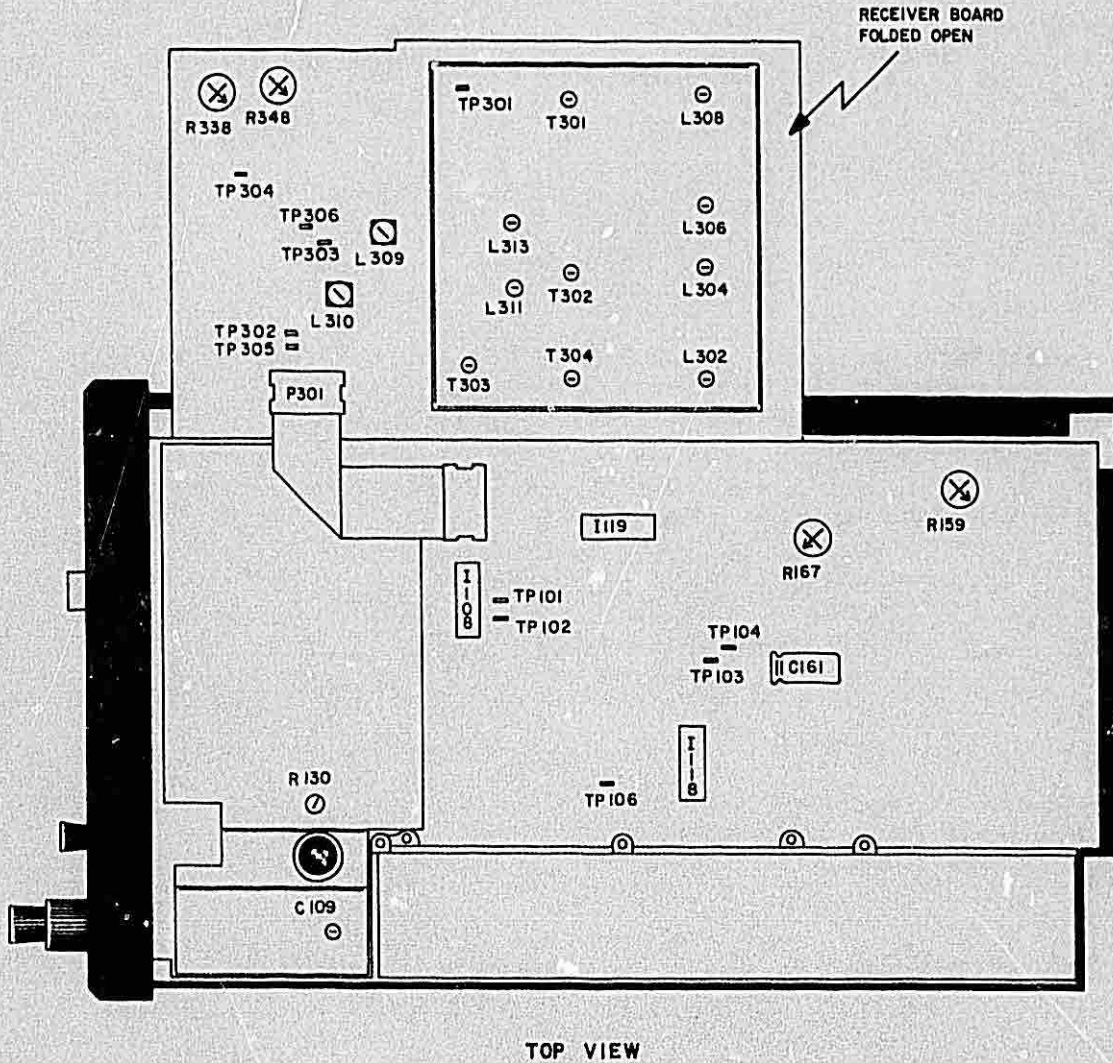 RECEIVER BOARD
FOLDED OPEN
R338
R348
TP301
T301
L308
TP304
TP306
TP303
L309
L313
L306
L310
L311
T302
L304
TP302
TP305
T303
T304
L302
P301
I119
R159
R167
I108
TP101
TP102
TP104
TP103
C161
I118
TP106
R130
C109
TOP VIEW